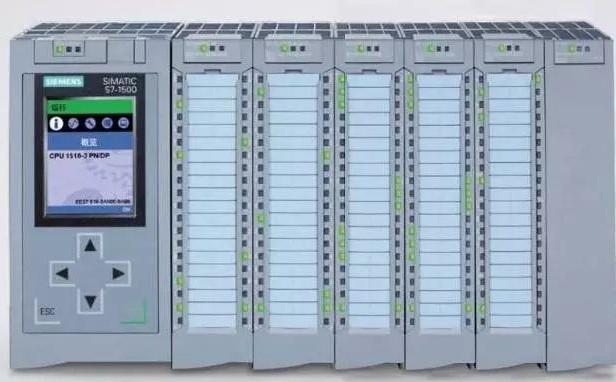 SIEMENS
SIMATIC
S7-1500
概览
CPU 1516-3 PN/DP
ESC